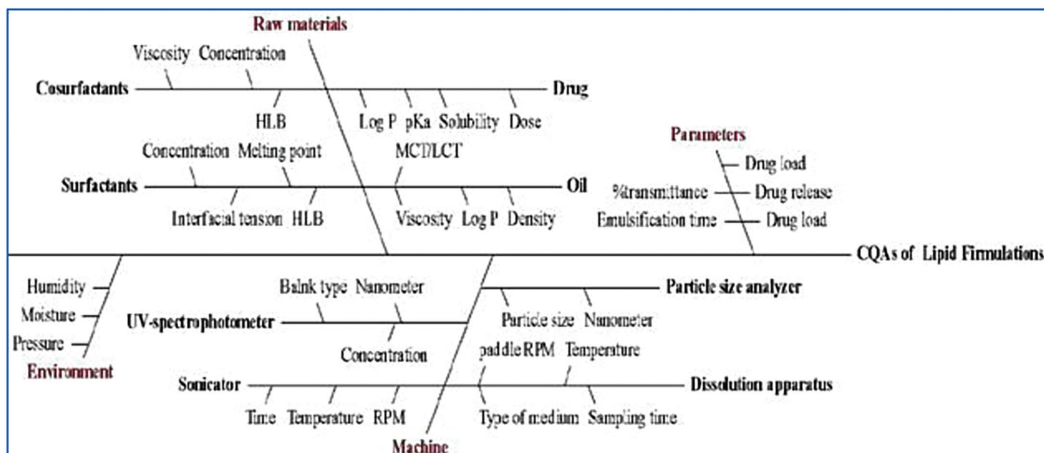 Raw materials
Viscosity Concentration
Cosurfactants
Drug
HLB
Log P pKa Solubility Dose
Concentration Melting point
MCT/LCT
Surfactants
Oil
Interfacial tension HLB
Viscosity Log P Density
Parameters
Drug load
%transmittance
Drug release
Emulsification time
Drug load
CQAs of Lipid Firmulations
Humidity
Moisture
Pressure
Environment
Balnk type Nanometer
UV-spectrophotometer
Concentration
Particle size analyzer
Particle size Nanometer
paddle RPM Temperature
Sonicator
Dissolution apparatus
Time Temperature RPM
Type of medium Sampling time
Machine